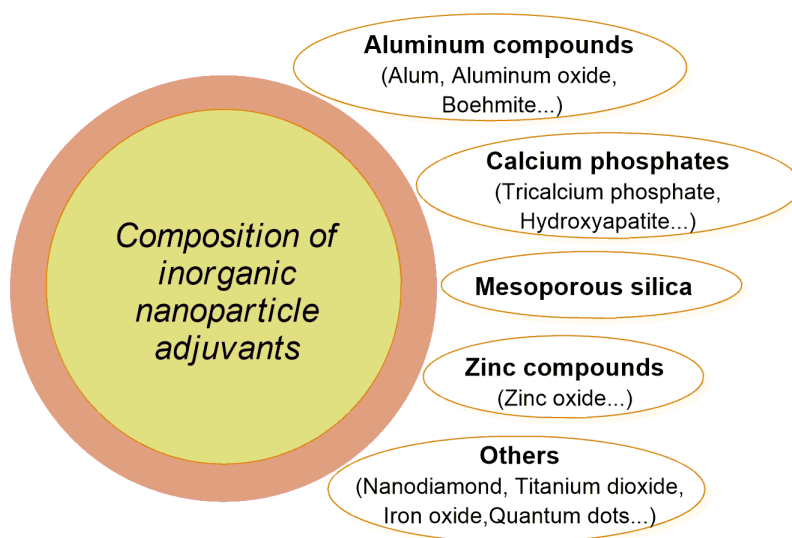 Composition of
inorganic
nanoparticle
adjuvants
Aluminum compounds
(Alum, Aluminum oxide,
Boehmite...)
Calcium phosphates
(Tricalcium phosphate,
Hydroxyapatite...)
Mesoporous silica
Zinc compounds
(Zinc oxide...)
Others
(Nanodiamond, Titanium dioxide,
Iron oxide,Quantum dots...)